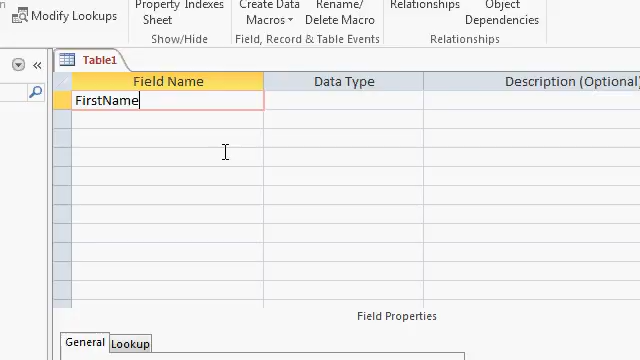 Modify Lookups
Property Indexes
Sheet
Show/Hide
Create Data
Macros
Rename/
Delete Macro
Field, Record & Table Events
Relationships
Object
Dependencies
Relationships
Table1
Field Name Data Type Description (Optional)
FirstName
Field Properties
General Lookup